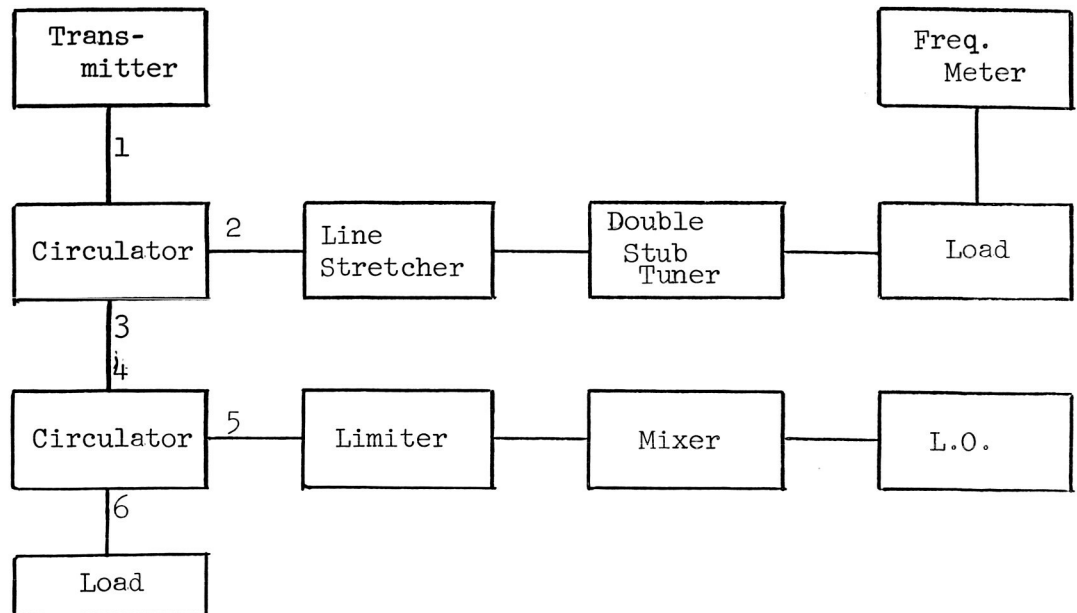 Trans-
mitter
Freq.
Meter
1
Circulator
2
Line
Stretcher
Double
Stub
Tuner
Load
3
4
Circulator
5
Limiter
Mixer
L.O.
6
Load